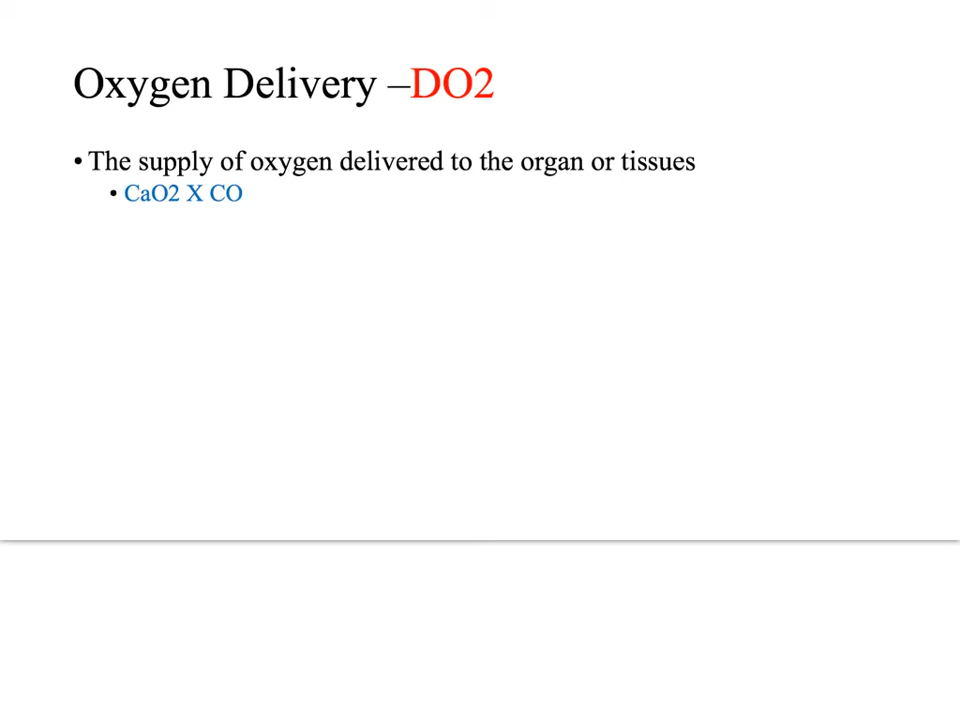 Oxygen Delivery –DO2
• The supply of oxygen delivered to the organ or tissues
• CaO2 X CO